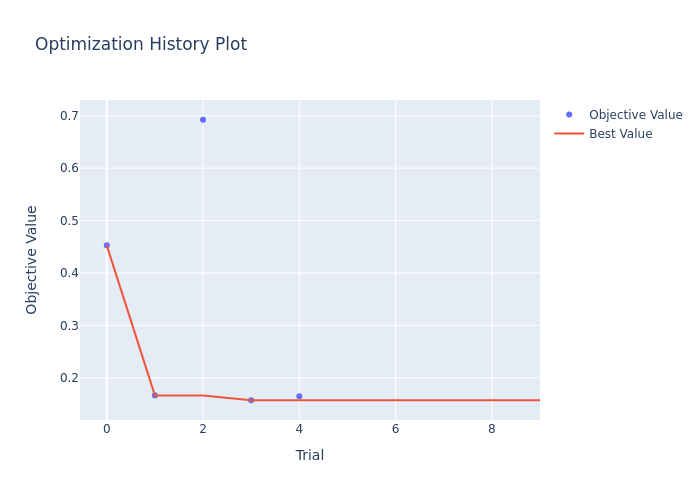 Optimization History Plot
Objective Value
Best Value
Objective Value
0.7
0.6
0.5
0.4
0.3
0.2
0 2 4 6 8
Trial